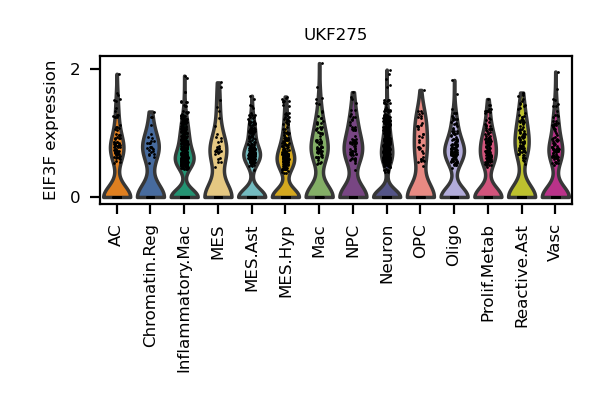 UKF275
EIF3F expression
2
0
AC
Chromatin.Reg
Inflammatory.Mac
MES
MES.Ast
MES.Hyp
Mac
NPC
Neuron
OPC
Oligo
Prolif.Metab
Reactive.Ast
Vasc